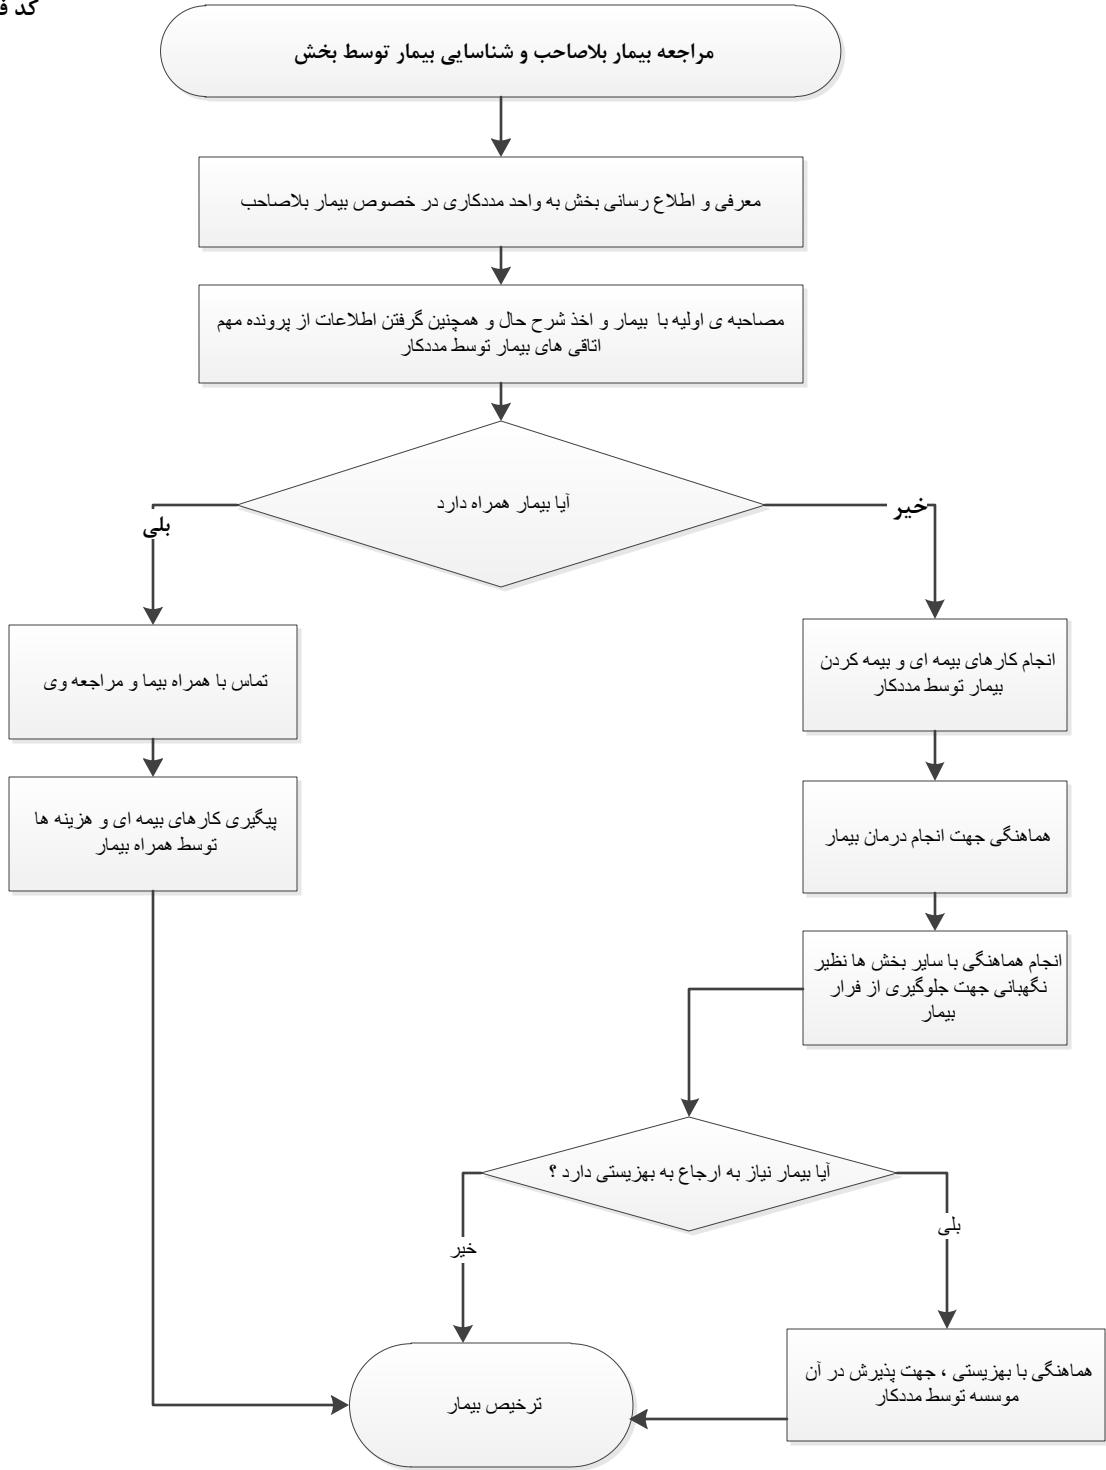 کد
مراجعه بیمار بلاصاحب و شناسایی بیمار توسط بخش
معرفی و اطلاع رسانی بخش به واحد مددکاری در خصوص بیمار بلاصاحب
مصاحبه ی اولیه با بیمار و اخذ شرح حال و همچنین گرفتن اطلاعات از پرونده مهم
اتاقی های بیمار توسط مددکار
آیا بیمار همراه دارد
خیر
بلی
انجام کارهای بیمه ای و بیمه کردن
بیمار توسط مددکار
تماس با همراه بیما و مراجعه وی
هماهنگی جهت انجام درمان بیمار
پیگیری کارهای بیمه ای و هزینه ها
توسط همراه بیمار
انجام هماهنگی با سایر بخش ها نظیر
نگهبانی جهت جلوگیری از فرار
بیمار
آیا بیمار نیاز به ارجاع به بهزیستی دارد ؟
بلی
خیر
هماهنگی با بهزیستی ، جهت پذیرش در آن
موسسه توسط مددکار
ترخیص بیمار